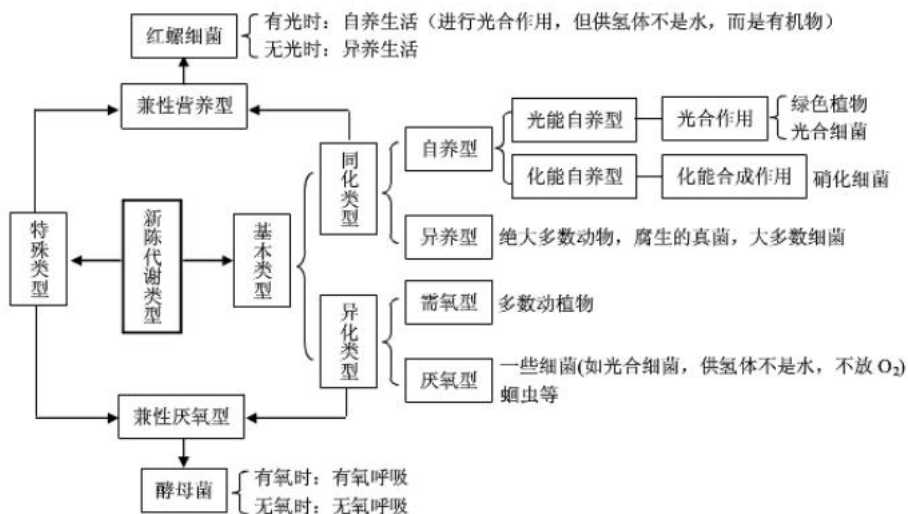 红螺细菌
有光时：自养生活（进行光合作用，但供氢体不是水，而是有机物）
无光时：异养生活
兼性营养型
特殊类型
新陈代谢类型
基本类型
同化类型
自养型
光能自养型
光合作用
绿色植物
光合细菌
化能自养型
化能合成作用
硝化细菌
异养型
绝大多数动物，腐生的真菌，大多数细菌
异化类型
需氧型
多数动植物
厌氧型
一些细菌(如光合细菌，供氢体不是水，不放 O₂)
蛔虫等
兼性厌氧型
酵母菌
有氧时：有氧呼吸
无氧时：无氧呼吸